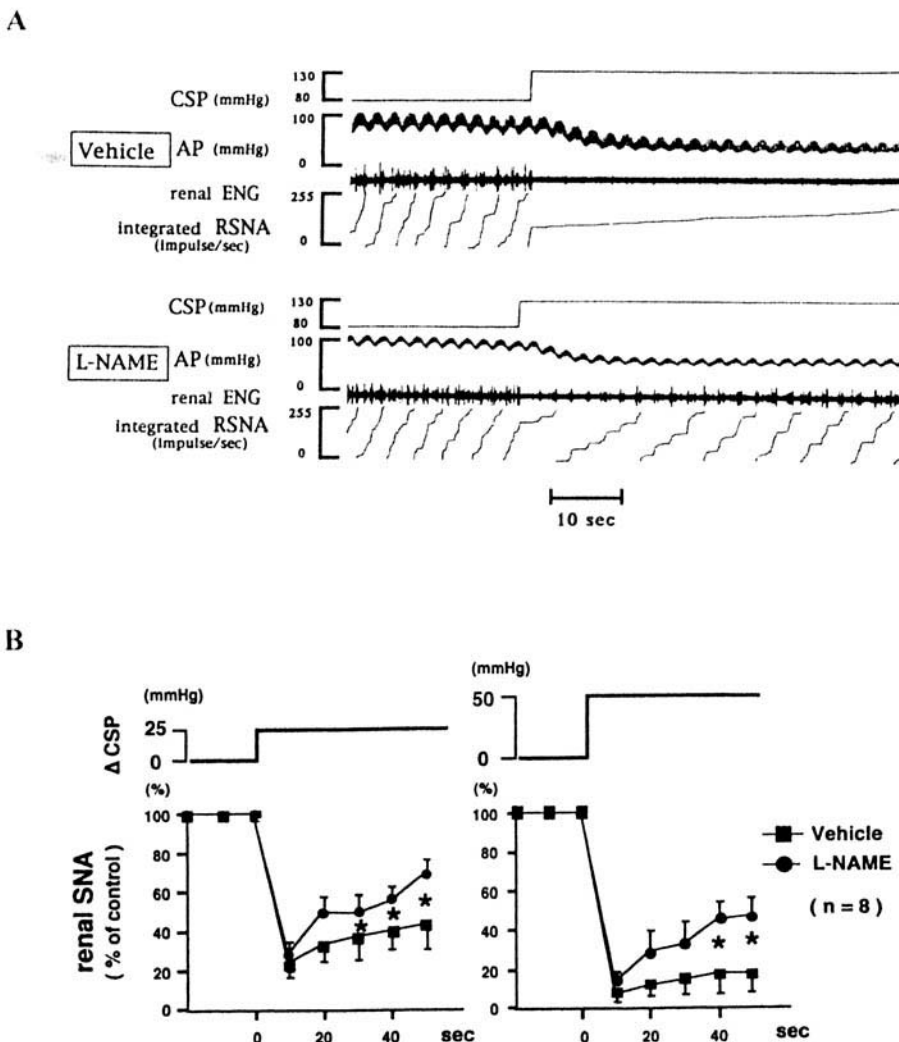 A
130
CSP (mmHg)
80
100
Vehicle AP (mmHg)
0
renal ENG
255
integrated RSNA
(impulse/sec)
0
130
CSP (mmHg)
80
100
L-NAME AP (mmHg)
0
renal ENG
255
integrated RSNA
(impulse/sec)
0
10 sec
B
(mmHg)
25
0
Δ CSP
(mmHg)
50
0
(%)
100
80
60
40
20
0
renal SNA
( % of control )
* * *
0 20 40 sec
(%)
100
80
60
40
20
0
* *
0 20 40 sec
Vehicle
L-NAME
( n = 8 )